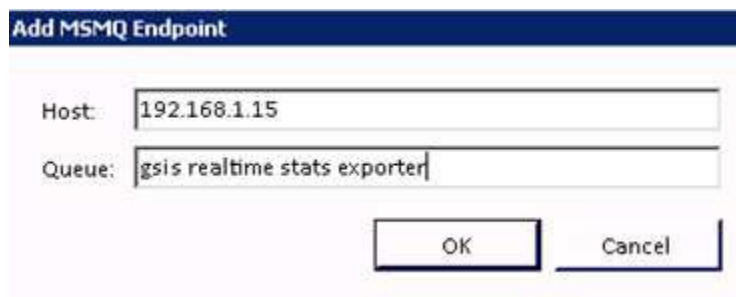 Add MSMQ Endpoint
Host: 192.168.1.15
Queue: gsis realtime stats exporter
OK Cancel